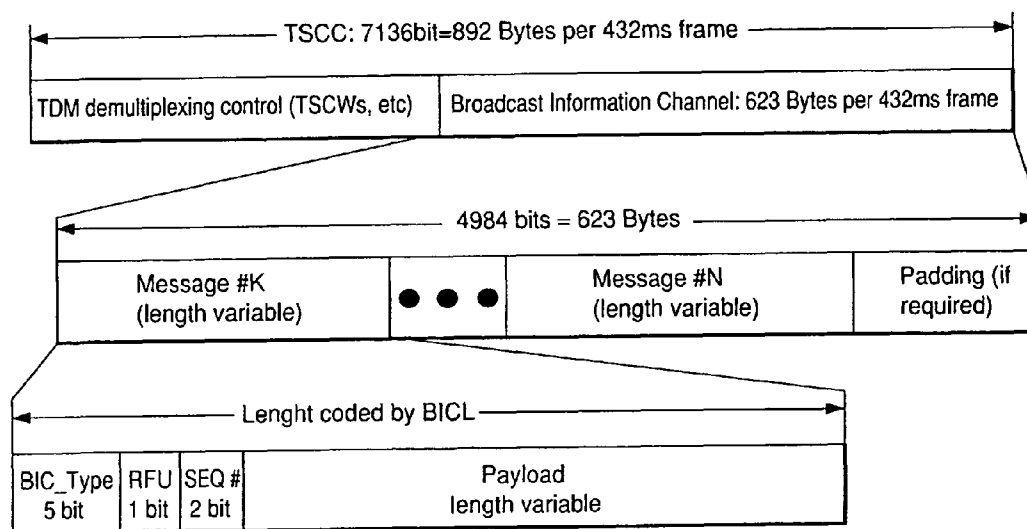 TSCC: 7136bit=892 Bytes per 432ms frame
TDM demultiplexing control (TSCWs, etc)
Broadcast Information Channel: 623 Bytes per 432ms frame
4984 bits = 623 Bytes
Message #K
(length variable)
Message #N
(length variable)
Padding (if
required)
Lenght coded by BICL
BIC_Type
5 bit
RFU
1 bit
SEQ #
2 bit
Payload
length variable